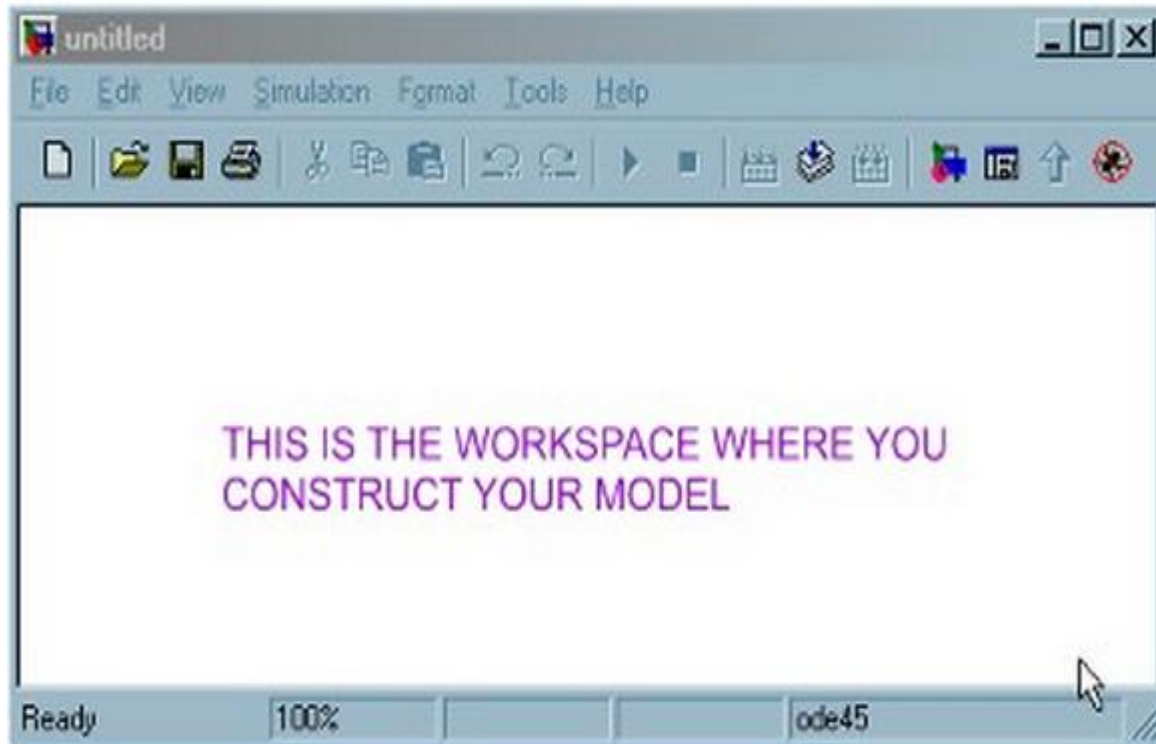 untitled
File Edit View Simulation Format Tools Help
THIS IS THE WORKSPACE WHERE YOU
CONSTRUCT YOUR MODEL
Ready 100% ode45